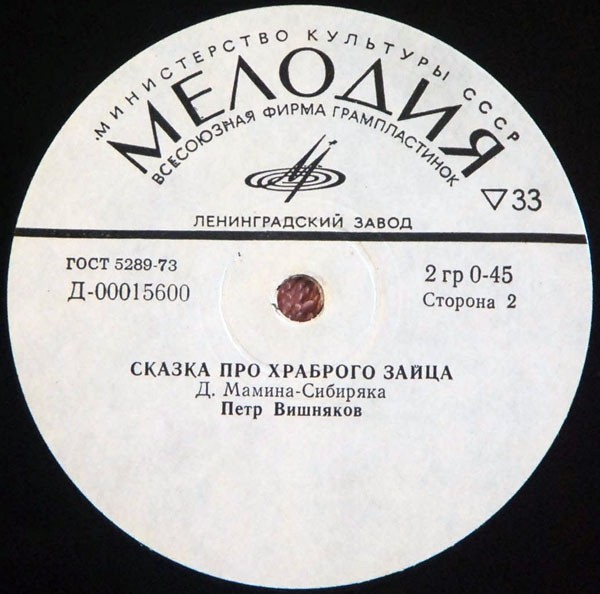 МИНИСТЕРСТВО КУЛЬТУРЫ СССР
МЕЛОДИЯ
ВСЕСОЮЗНАЯ ФИРМА ГРАМПЛАСТИНОК
33
ЛЕНИНГРАДСКИЙ ЗАВОД
ГОСТ 5289-73
Д-00015600
2 гр 0-45
Сторона 2
СКАЗКА ПРО ХРАБРОГО ЗАЙЦА
Д. Мамина-Сибиряка
Петр Вишняков